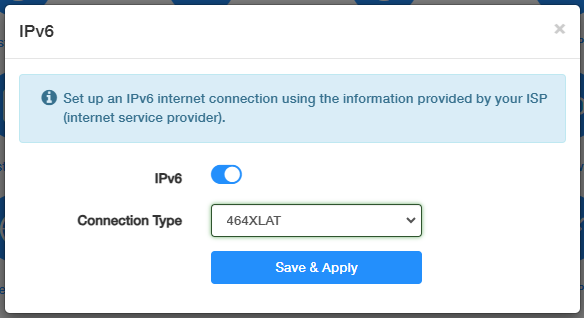 IPv6
×
Set up an IPv6 internet connection using the information provided by your ISP
(internet service provider).
IPv6
Connection Type
464XLAT
Save & Apply